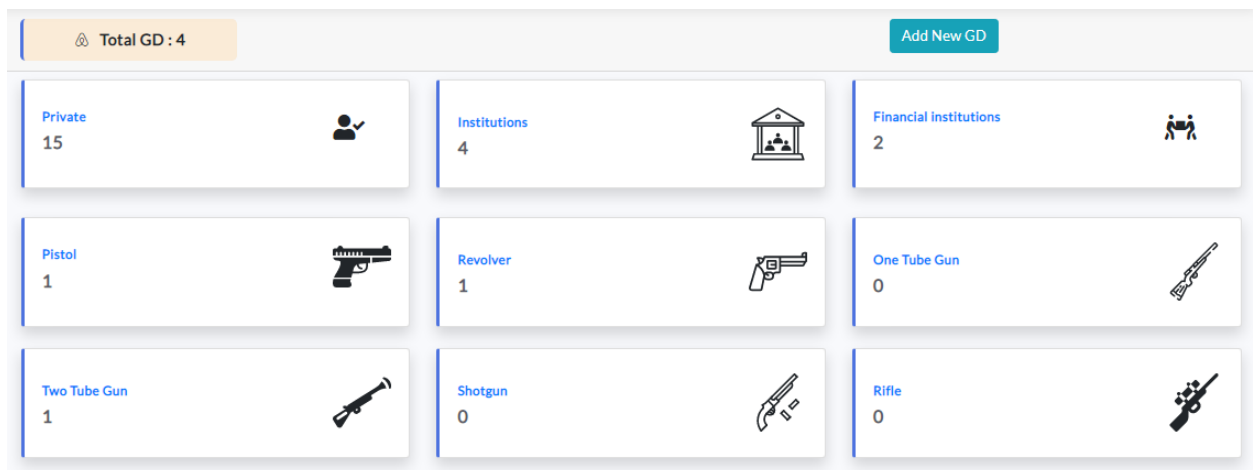 Total GD : 4
Add New GD
Private
15
Institutions
4
Financial institutions
2
Pistol
1
Revolver
1
One Tube Gun
0
Two Tube Gun
1
Shotgun
0
Rifle
0